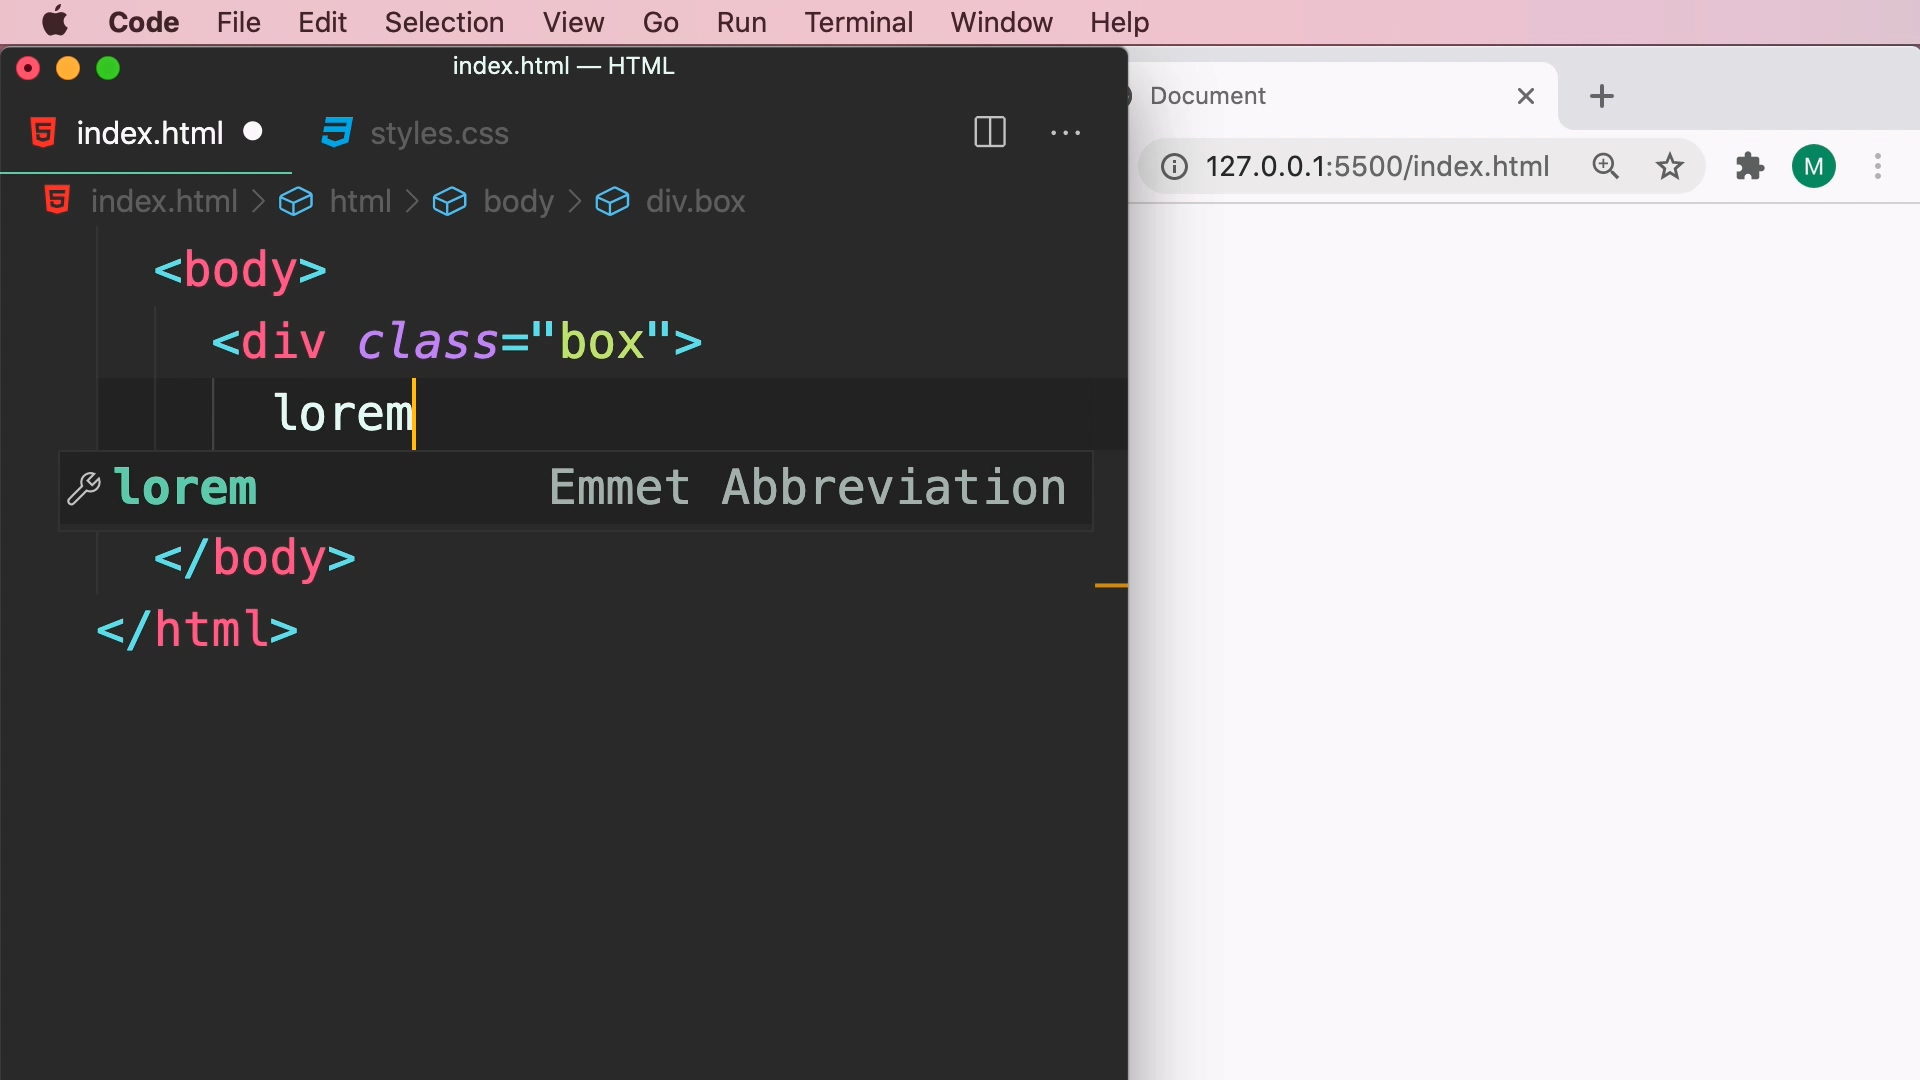 Code File Edit Selection View Go Run Terminal Window Help
index.html — HTML
index.html styles.css ...
index.html > html > body > div.box
<body>
<div class="box">
lorem
lorem Emmet Abbreviation
</body>
</html>
Document
127.0.0.1:5500/index.html M